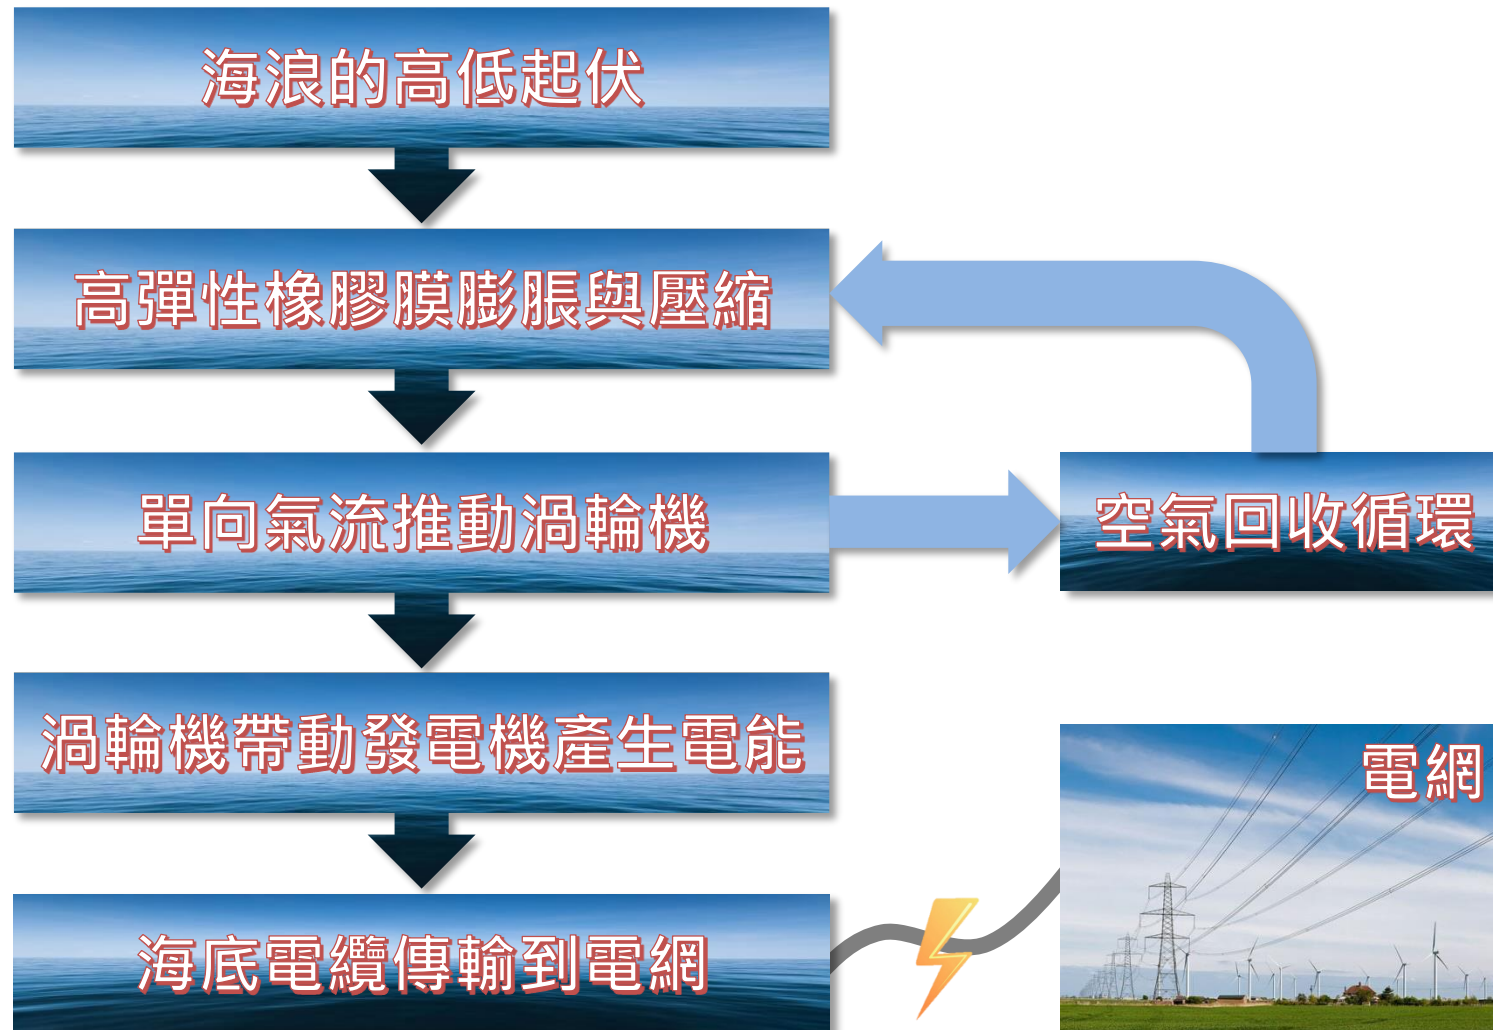 海浪的高低起伏
高彈性橡膠膜膨脹與壓縮
單向氣流推動渦輪機
空氣回收循環
渦輪機帶動發電機產生電能
電網
海底電纜傳輸到電網